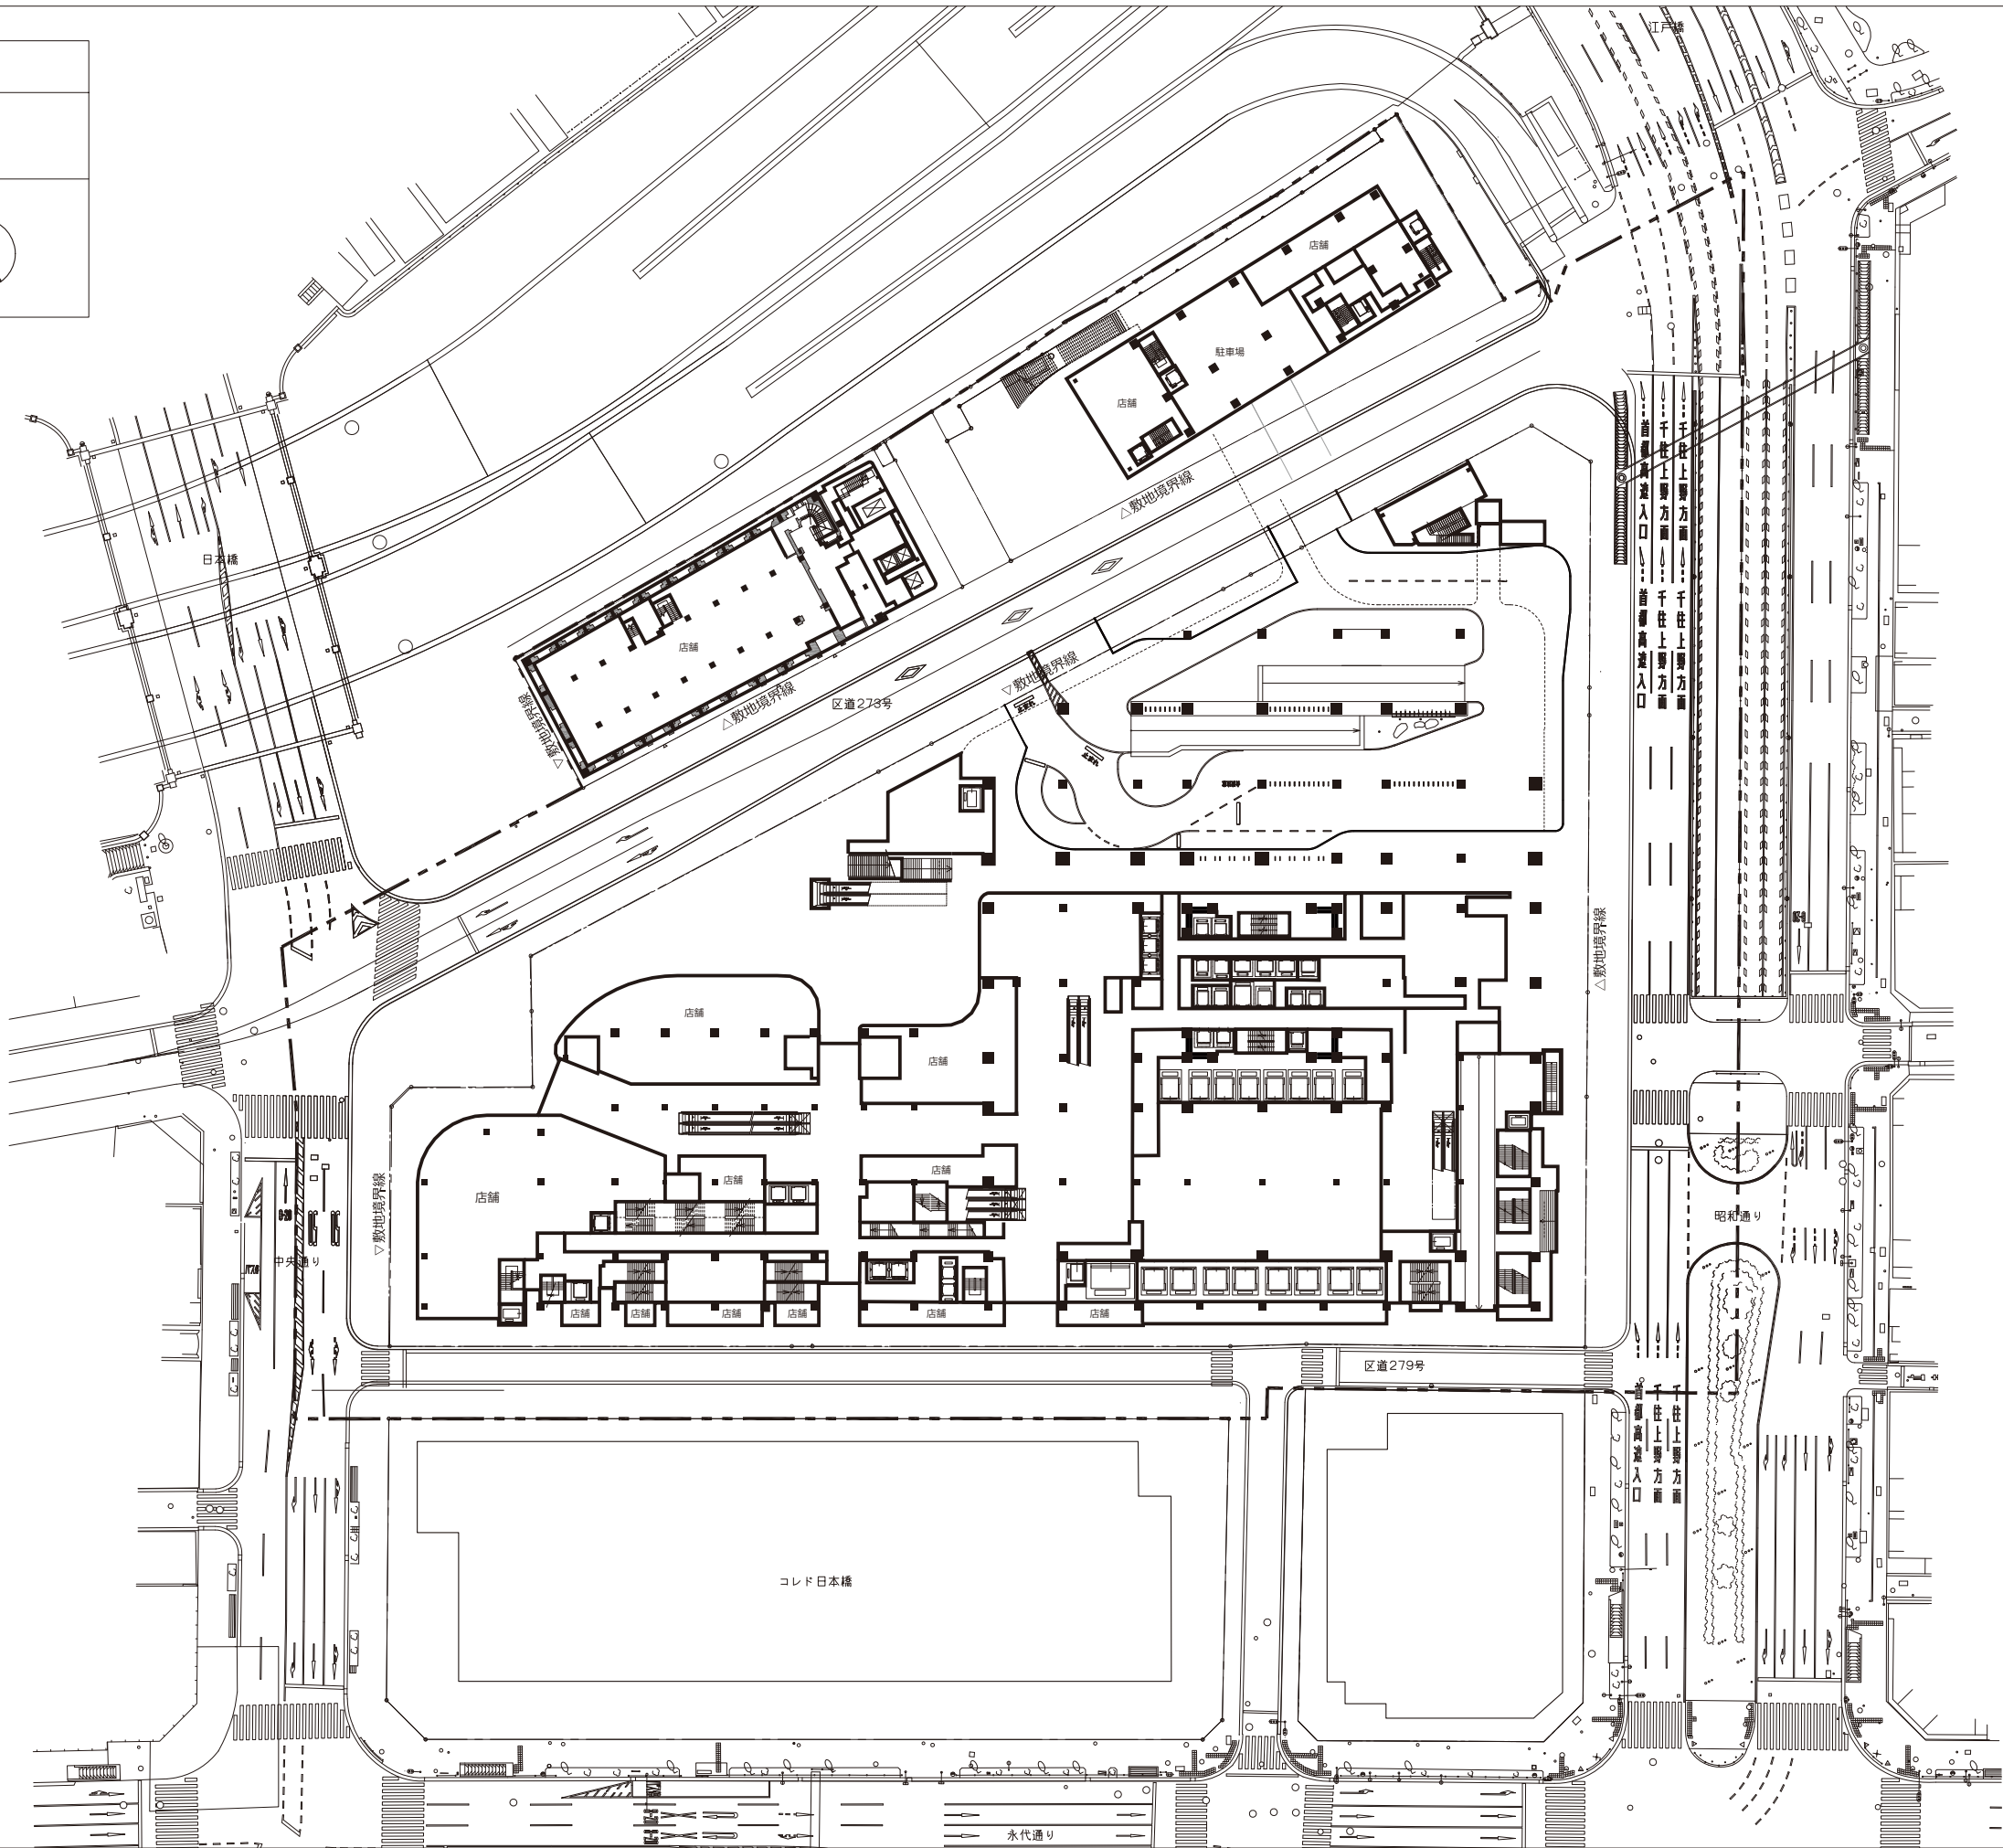 江戸橋
店舗
駐車場
店舗
△敷地境界線
日本橋
店舗
△敷地境界線
△敷地境界線
区道273号
▽敷地境界線
首都高速入口
千住上野方面
千住上野方面
首都高速入口
千住上野方面
千住上野方面
△敷地境界線
店舗
店舗
店舗
店舗
店舗
▽敷地境界線
中央通り
昭和通り
店舗
店舗
店舗
店舗
店舗
店舗
区道279号
首都高速入口
千住上野方面
千住上野方面
コレド日本橋
永代通り